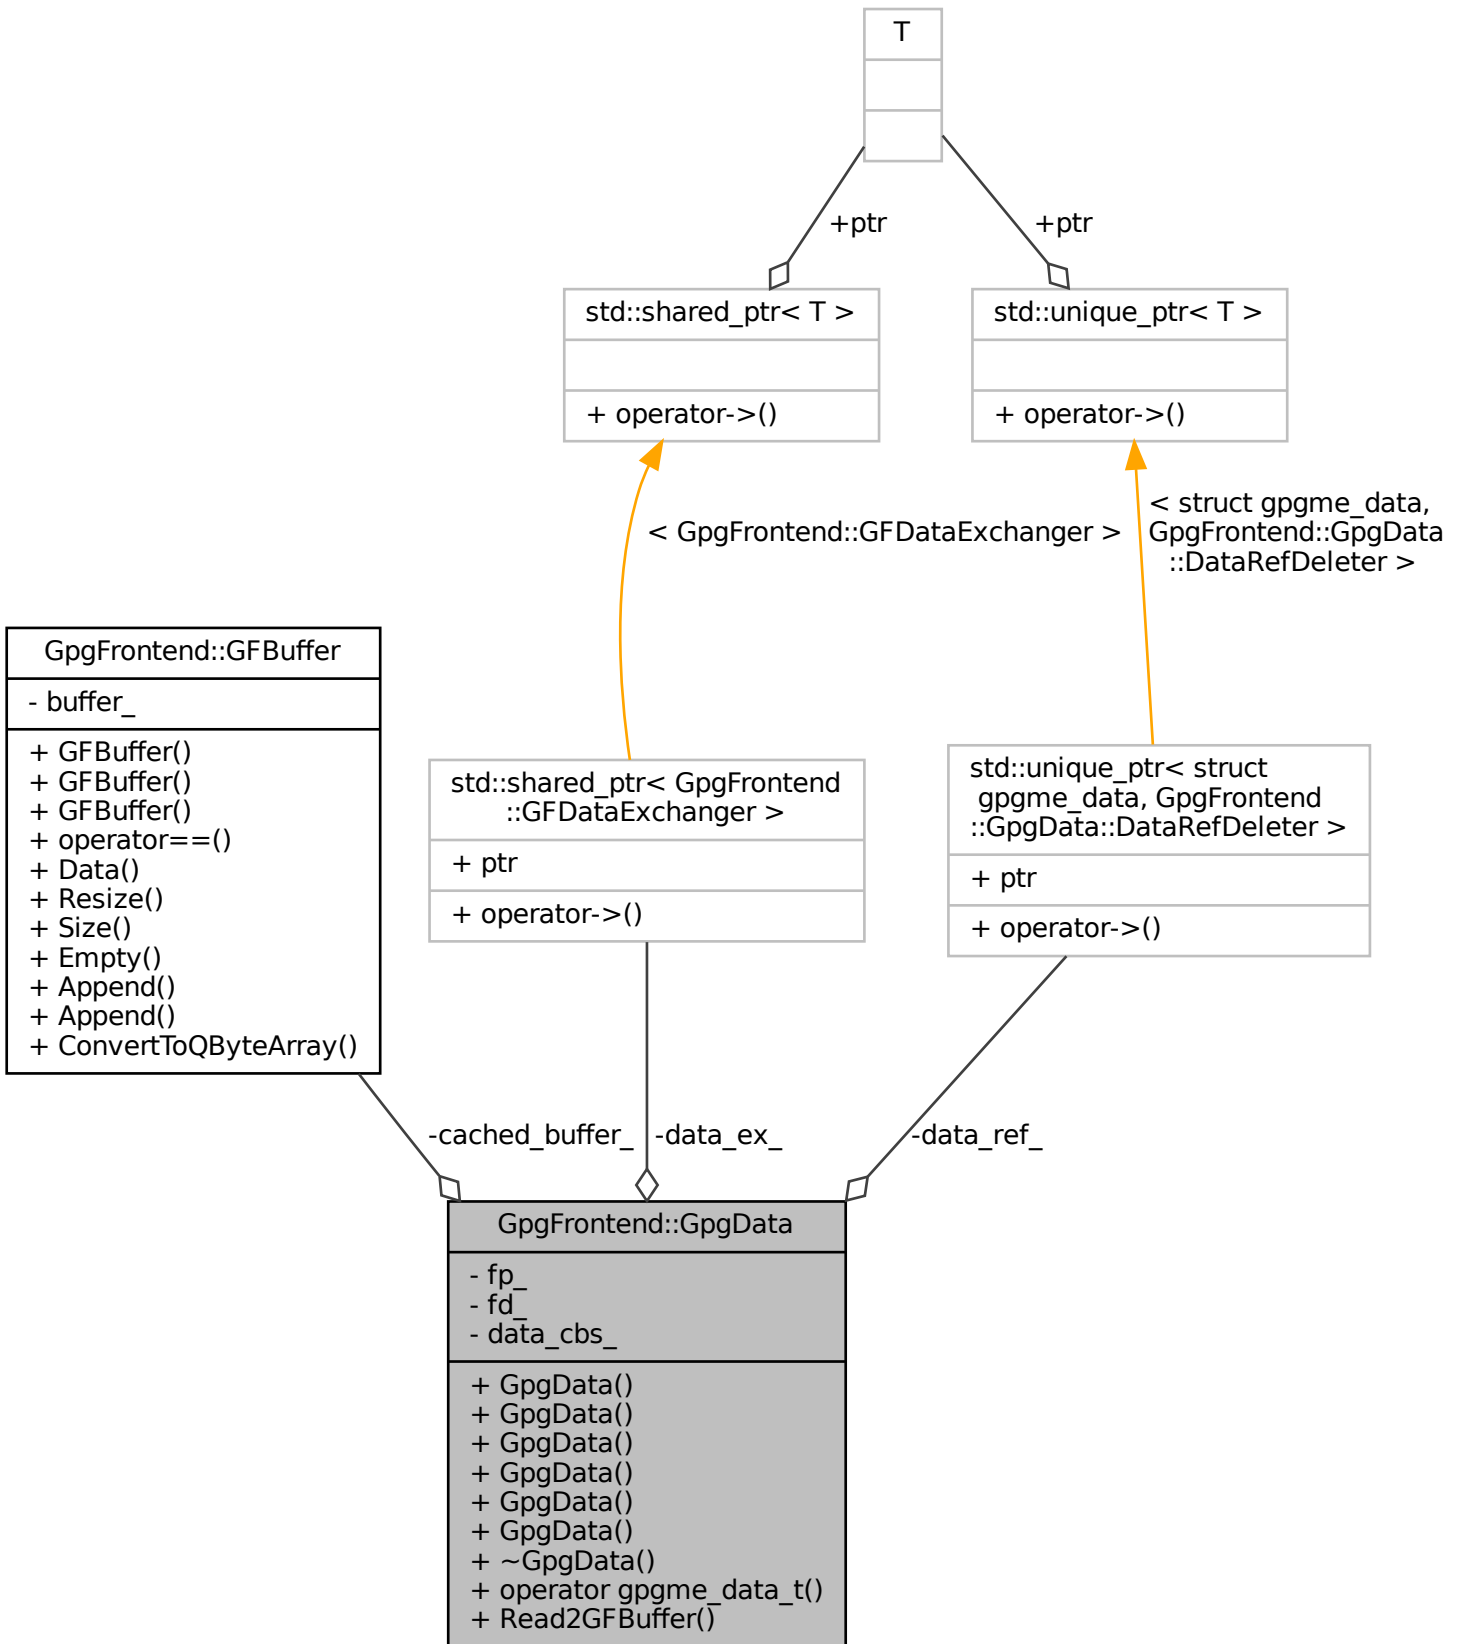 T
+ptr
+ptr
std::shared_ptr< T >
+ operator->()
std::unique_ptr< T >
+ operator->()
< GpgFrontend::GFDataExchanger >
< struct gpgme_data,
GpgFrontend::GpgData
::DataRefDeleter >
GpgFrontend::GFBuffer
- buffer_
+ GFBuffer()
+ GFBuffer()
+ GFBuffer()
+ operator==()
+ Data()
+ Resize()
+ Size()
+ Empty()
+ Append()
+ Append()
+ ConvertToQByteArray()
std::shared_ptr< GpgFrontend
::GFDataExchanger >
+ ptr
+ operator->()
std::unique_ptr< struct
gpgme_data, GpgFrontend
::GpgData::DataRefDeleter >
+ ptr
+ operator->()
-cached_buffer_
-data_ex_
-data_ref_
GpgFrontend::GpgData
- fp_
- fd_
- data_cbs_
+ GpgData()
+ GpgData()
+ GpgData()
+ GpgData()
+ GpgData()
+ GpgData()
+ ~GpgData()
+ operator gpgme_data_t()
+ Read2GFBuffer()